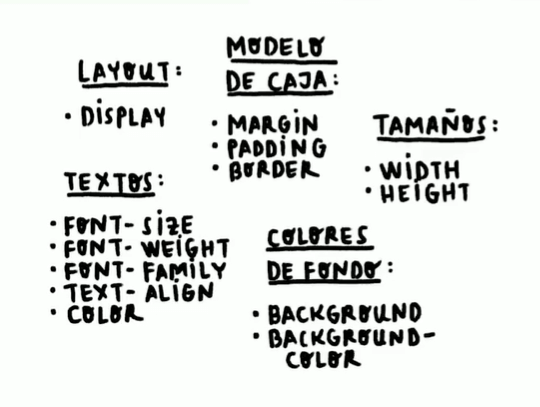 LAYOUT:
• DISPLAY
MODELO
DE CAJA:
• MARGIN
• PADDING
• BORDER
TAMAÑOS:
• WIDTH
• HEIGHT
TEXTOS:
• FONT-SIZE
• FONT-WEIGHT
• FONT-FAMILY
• TEXT-ALIGN
• COLOR
COLORES
DE FONDO:
• BACKGROUND
• BACKGROUND-
COLOR